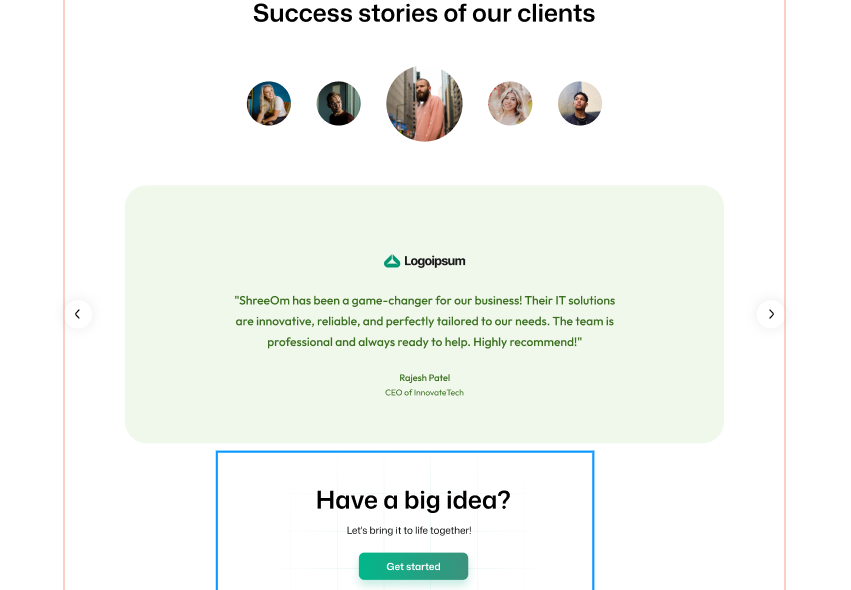 Success stories of our clients
Logoipsum
"ShreeOm has been a game-changer for our business! Their IT solutions
are innovative, reliable, and perfectly tailored to our needs. The team is
professional and always ready to help. Highly recommend!"
Rajesh Patel
CEO of InnovateTech
Have a big idea?
Let's bring it to life together!
Get started